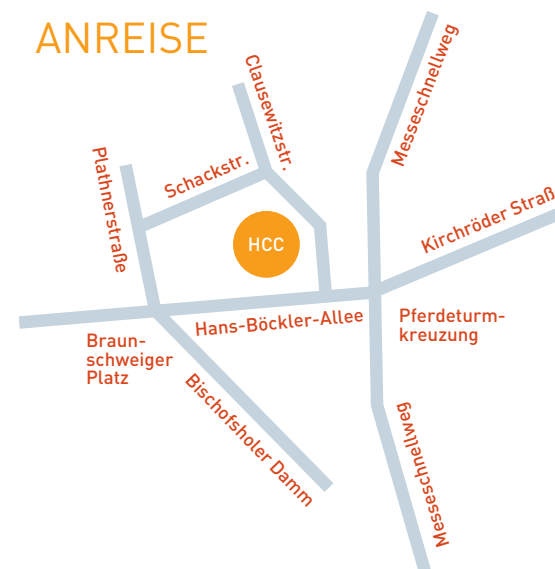 ANREISE
Messeschnellweg
Clausewitzstr.
Plathnerstraße
Schackstr.
Kirchröder Straß
HCC
Hans-Böckler-Allee
Pferdeturm-
kreuzung
Braun-
schweiger
Platz
Bischofsholer Damm
Messeschnellweg